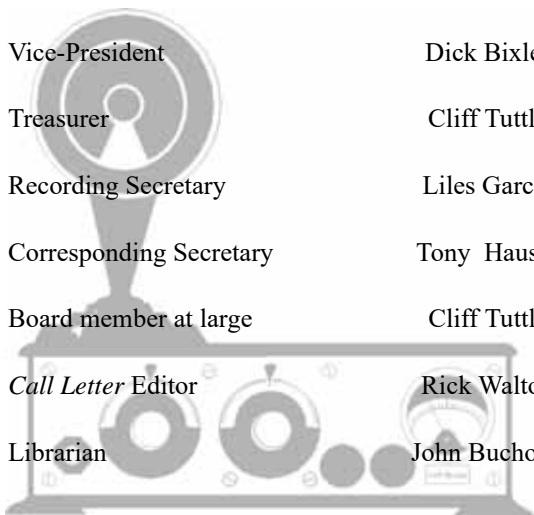 Vice-President Dick Bixle
Treasurer Cliff Tuttl
Recording Secretary Liles Garc
Corresponding Secretary Tony Haus
Board member at large Cliff Tuttl
Call Letter Editor Rick Walto
Librarian John Bucho